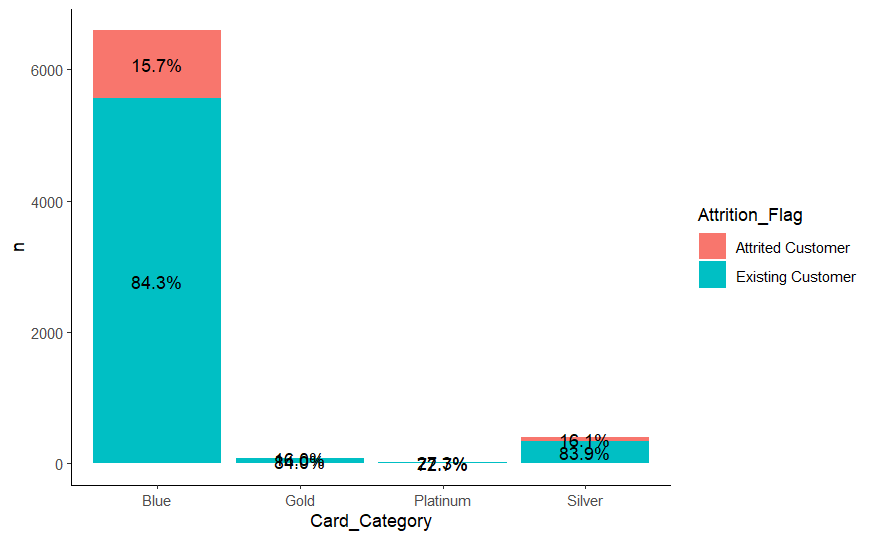 6000
4000
2000
0
n
15.7%
84.3%
16.1%
83.9%
Blue
Gold
Platinum
Silver
Card_Category
Attrition_Flag
Attrited Customer
Existing Customer